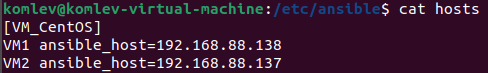 komlev@komlev-virtual-machine:/etc/ansible$ cat hosts
[VM_CentOS]
VM1 ansible_host=192.168.88.138
VM2 ansible_host=192.168.88.137